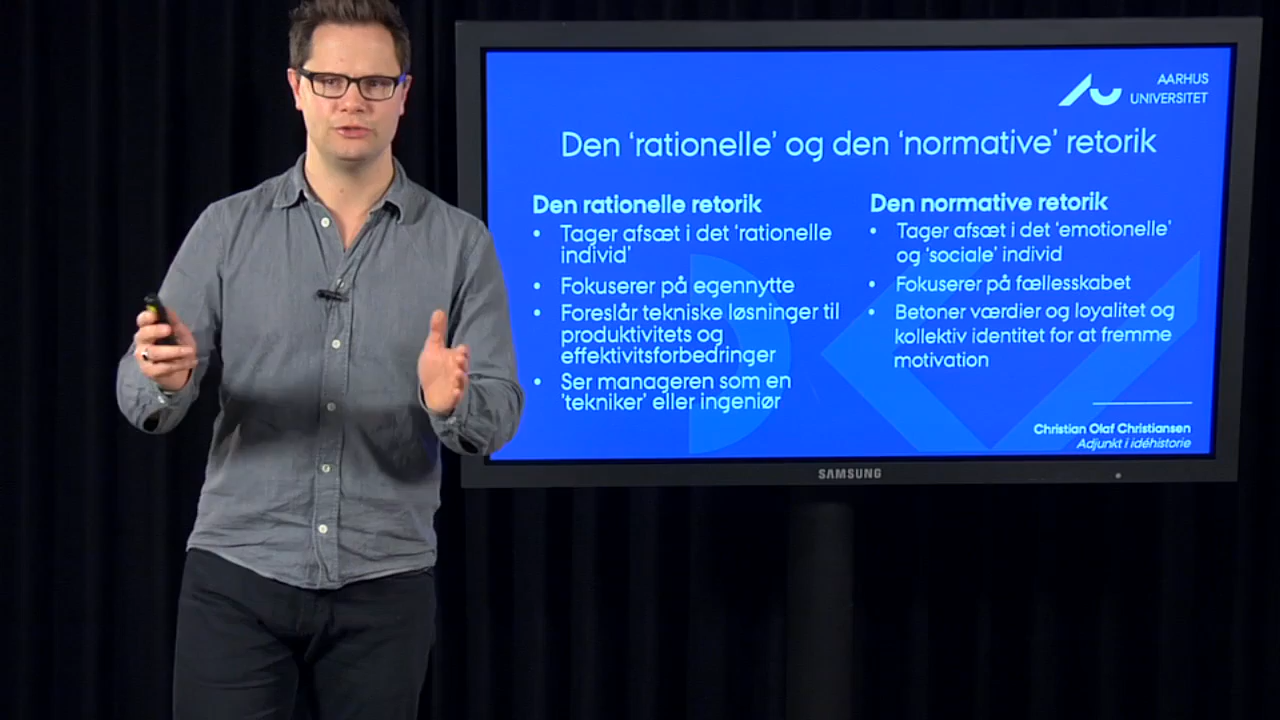 AARHUS
UNIVERSITET
Den ‘rationelle’ og den ‘normative’ retorik
Den rationelle retorik
• Tager afsæt i det ‘rationelle
individ’
• Fokuserer på egennytte
• Foreslår tekniske løsninger til
produktivitets og
effektivitsforbedringer
• Ser manageren som en
‘tekniker’ eller ingeniør
Den normative retorik
• Tager afsæt i det ‘emotionelle’
og ‘sociale’ individ
• Fokuserer på fællesskabet
• Betoner værdier og loyalitet og
kollektiv identitet for at fremme
motivation
Christian Olaf Christiansen
Adjunkt i idéhistorie
SAMSUNG